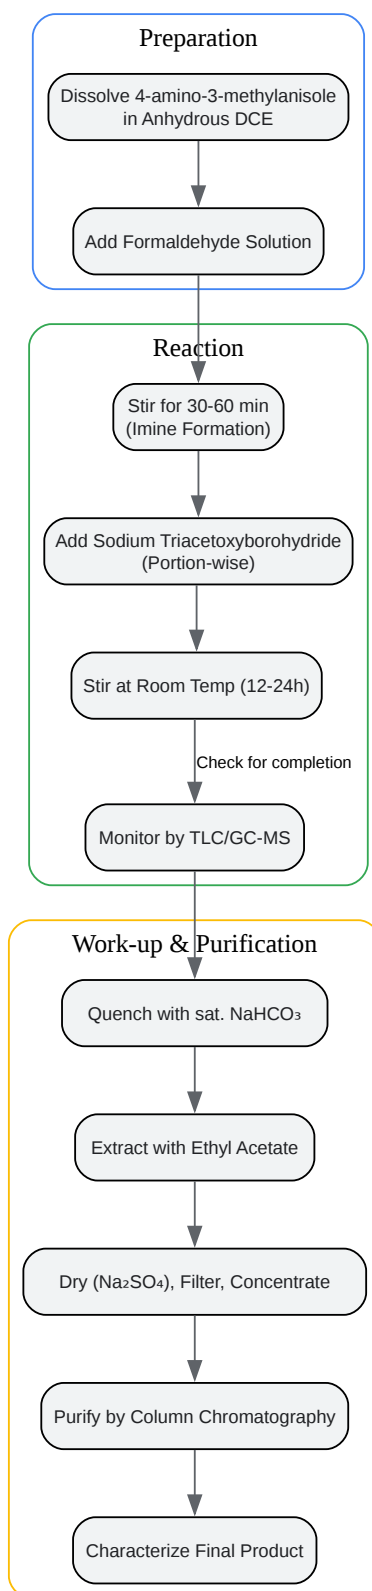 Preparation
Dissolve 4-amino-3-methylanisole
in Anhydrous DCE
Add Formaldehyde Solution
Reaction
Stir for 30-60 min
(Imine Formation)
Add Sodium Triacetoxyborohydride
(Portion-wise)
Stir at Room Temp (12-24h)
Check for completion
Monitor by TLC/GC-MS
Work-up & Purification
Quench with sat. NaHCO₃
Extract with Ethyl Acetate
Dry (Na₂SO₄), Filter, Concentrate
Purify by Column Chromatography
Characterize Final Product